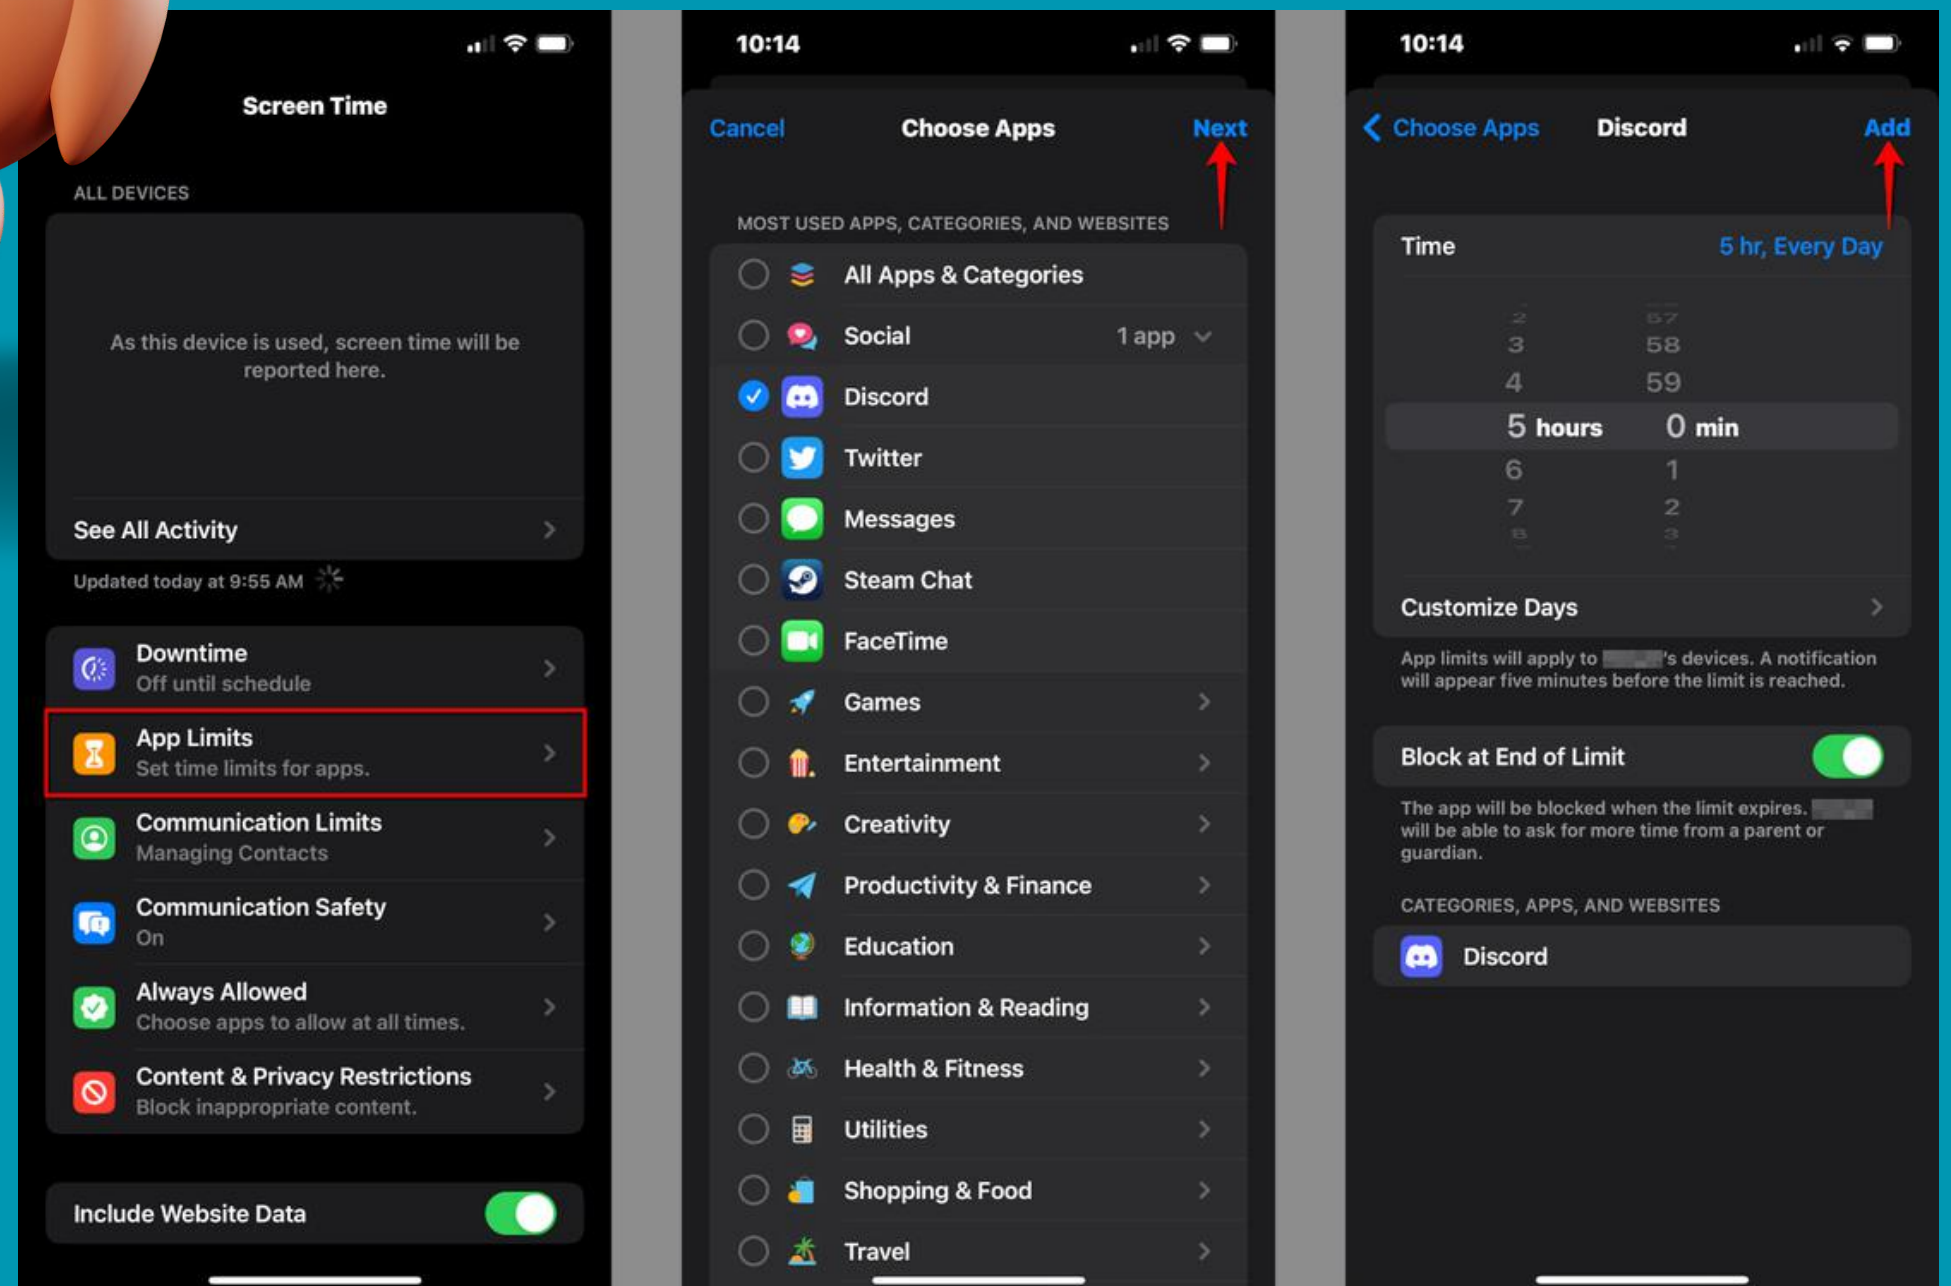 Screen Time
ALL DEVICES
As this device is used, screen time will be
reported here.
See All Activity
Updated today at 9:55 AM
Downtime
Off until schedule
App Limits
Set time limits for apps.
Communication Limits
Managing Contacts
Communication Safety
On
Always Allowed
Choose apps to allow at all times.
Content & Privacy Restrictions
Block inappropriate content.
Include Website Data
10:14
Cancel Choose Apps Next
MOST USED APPS, CATEGORIES, AND WEBSITES
All Apps & Categories
Social 1 app
Discord
Twitter
Messages
Steam Chat
FaceTime
Games
Entertainment
Creativity
Productivity & Finance
Education
Information & Reading
Health & Fitness
Utilities
Shopping & Food
Travel
10:14
Choose Apps Discord Add
Time 5 hr, Every Day
2 57
3 58
4 59
5 hours 0 min
6 1
7 2
8 3
Customize Days
App limits will apply to 's devices. A notification
will appear five minutes before the limit is reached.
Block at End of Limit
The app will be blocked when the limit expires.
will be able to ask for more time from a parent or
guardian.
CATEGORIES, APPS, AND WEBSITES
Discord